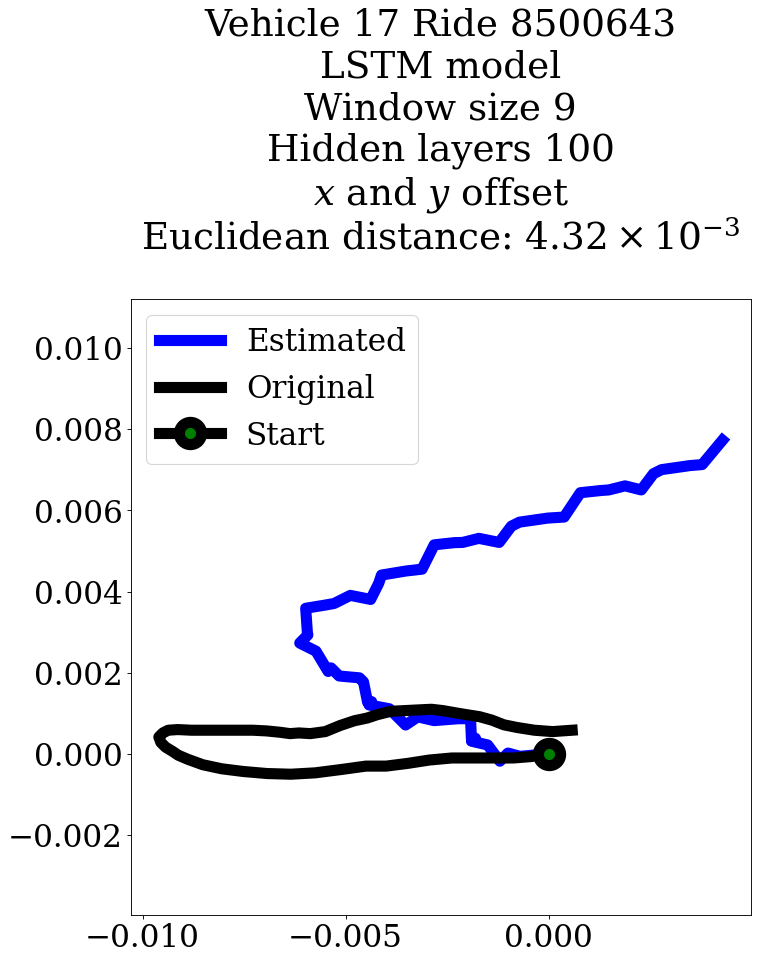 Vehicle 17 Ride 8500643
LSTM model
Window size 9
Hidden layers 100
x and y offset
Euclidean distance: 4.32 × 10⁻³
Estimated
Original
Start
0.010
0.008
0.006
0.004
0.002
0.000
−0.002
−0.010
−0.005
0.000